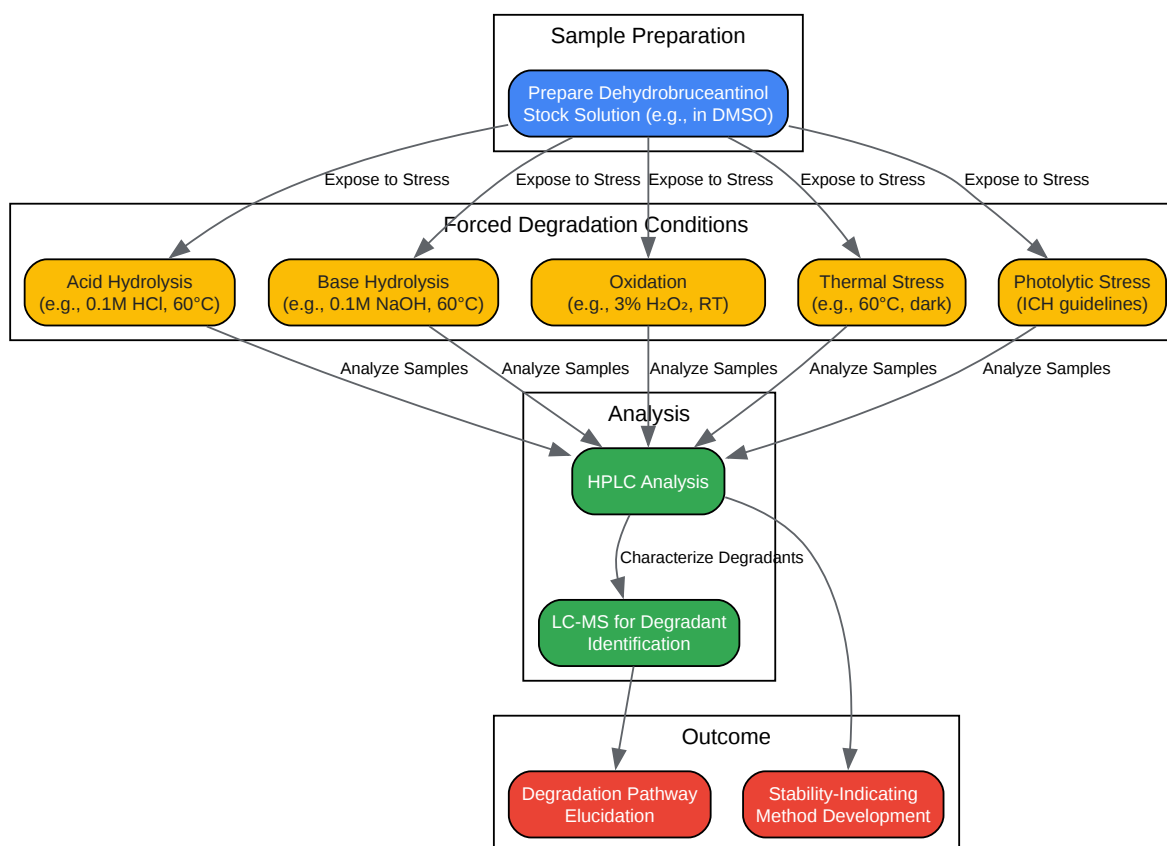 Sample Preparation
Prepare Dehydrobruceantinol
Stock Solution (e.g., in DMSO)
Expose to Stress
Expose to Stress
Expose to Stress
Expose to Stress
Expose to Stress
Forced Degradation Conditions
Acid Hydrolysis
(e.g., 0.1M HCl, 60°C)
Base Hydrolysis
(e.g., 0.1M NaOH, 60°C)
Oxidation
(e.g., 3% H₂O₂, RT)
Thermal Stress
(e.g., 60°C, dark)
Photolytic Stress
(ICH guidelines)
Analyze Samples
Analyze Samples
Analyze Samples
Analyze Samples
Analyze Samples
Analysis
HPLC Analysis
Characterize Degradants
LC-MS for Degradant
Identification
Outcome
Degradation Pathway
Elucidation
Stability-Indicating
Method Development